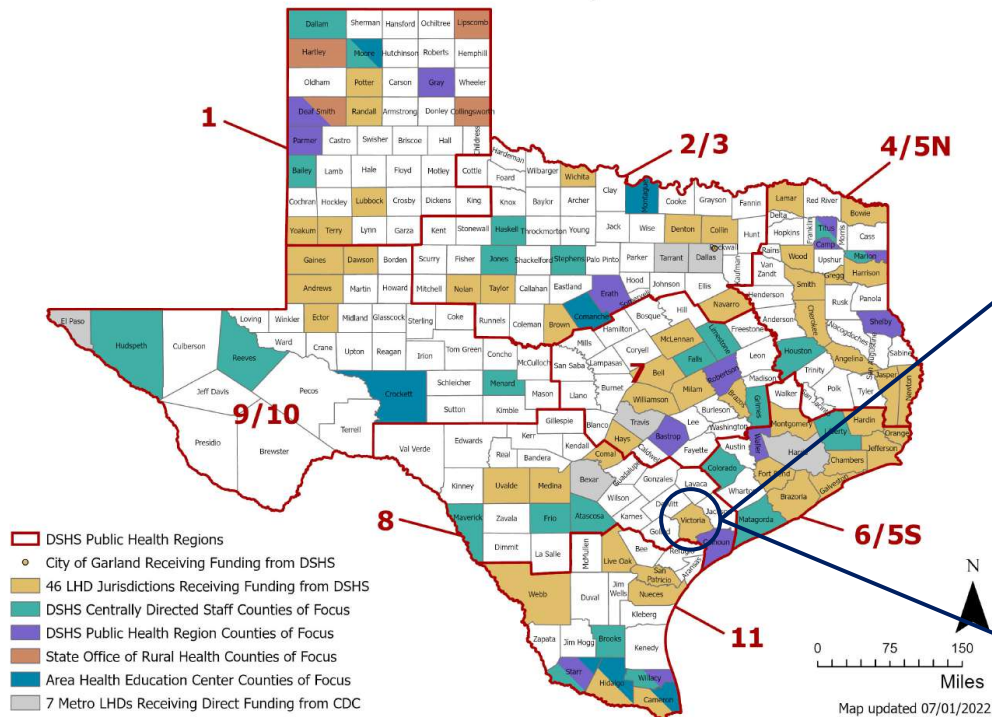 Dallam Sherman Hansford Ochiltree Lipscomb
Hartley Moore Hutchinson Roberts Hemphill
Oldham Potter Carson Gray Wheeler
Deaf Smith Randall Armstrong Donley Collingsworth
1
Parmer Castro Swisher Briscoe Hall Childress
2/3
4/5N
Bailey Lamb Hale Floyd Motley Cottle Hardeman Foard Wilbarger Wichita Clay Montague Cooke Grayson Fannin Lamar Red River Bowie
Cochran Hockley Lubbock Crosby Dickens King Knox Baylor Archer Jack Wise Denton Collin Hunt Delta Hopkins Franklin Titus Camp Morris Cass
Yoakum Terry Lynn Garza Kent Stonewall Haskell Throckmorton Young Rockwall Rains Wood Upshur Marion
Gaines Dawson Borden Scurry Fisher Jones Shackelford Stephens Palo Pinto Parker Tarrant Dallas Kaufman Van Zandt Smith Gregg Harrison
Andrews Martin Howard Mitchell Nolan Taylor Callahan Eastland Erath Hood Somervell Johnson Ellis Henderson Rusk Panola
El Paso Hudspeth Culberson Loving Winkler Ector Midland Glasscock Sterling Coke Runnels Coleman Brown Comanche Bosque Hill Navarro Anderson Cherokee Nacogdoches Shelby
Reeves Ward Crane Upton Reagan Irion Tom Green Concho McCulloch San Saba Mills Hamilton Coryell McLennan Limestone Freestone Leon Houston Angelina San Augustine Sabine
7
Jeff Davis Pecos Crockett Schleicher Menard Mason Llano Lampasas Burnet Bell Falls Milam Robertson Madison Trinity Polk Tyler Jasper Newton
9/10
Presidio Brewster Terrell Sutton Kimble Gillespie Blanco Williamson Travis Burleson Brazos Grimes Walker San Jacinto Hardin
Val Verde Edwards Real Kerr Bandera Kendall Comal Hays Caldwell Bastrop Lee Washington Fayette Austin Waller Montgomery Liberty Orange Jefferson
Kinney Uvalde Medina Bexar Guadalupe Gonzales Lavaca Colorado Wharton Fort Bend Harris Chambers Galveston
Maverick Zavala Frio Atascosa Wilson Karnes DeWitt Jackson Victoria Goliad Matagorda Brazoria
8
6/5S
Dimmit La Salle McMullen Live Oak Bee Refugio Calhoun Aransas
Webb Duval Jim Wells San Patricio Nueces Kleberg
11
Zapata Jim Hogg Brooks Kenedy
Starr Hidalgo Willacy Cameron
DSHS Public Health Regions
City of Garland Receiving Funding from DSHS
46 LHD Jurisdictions Receiving Funding from DSHS
DSHS Centrally Directed Staff Counties of Focus
DSHS Public Health Region Counties of Focus
State Office of Rural Health Counties of Focus
Area Health Education Center Counties of Focus
7 Metro LHDs Receiving Direct Funding from CDC
N
0 75 150
Miles
Map updated 07/01/2022